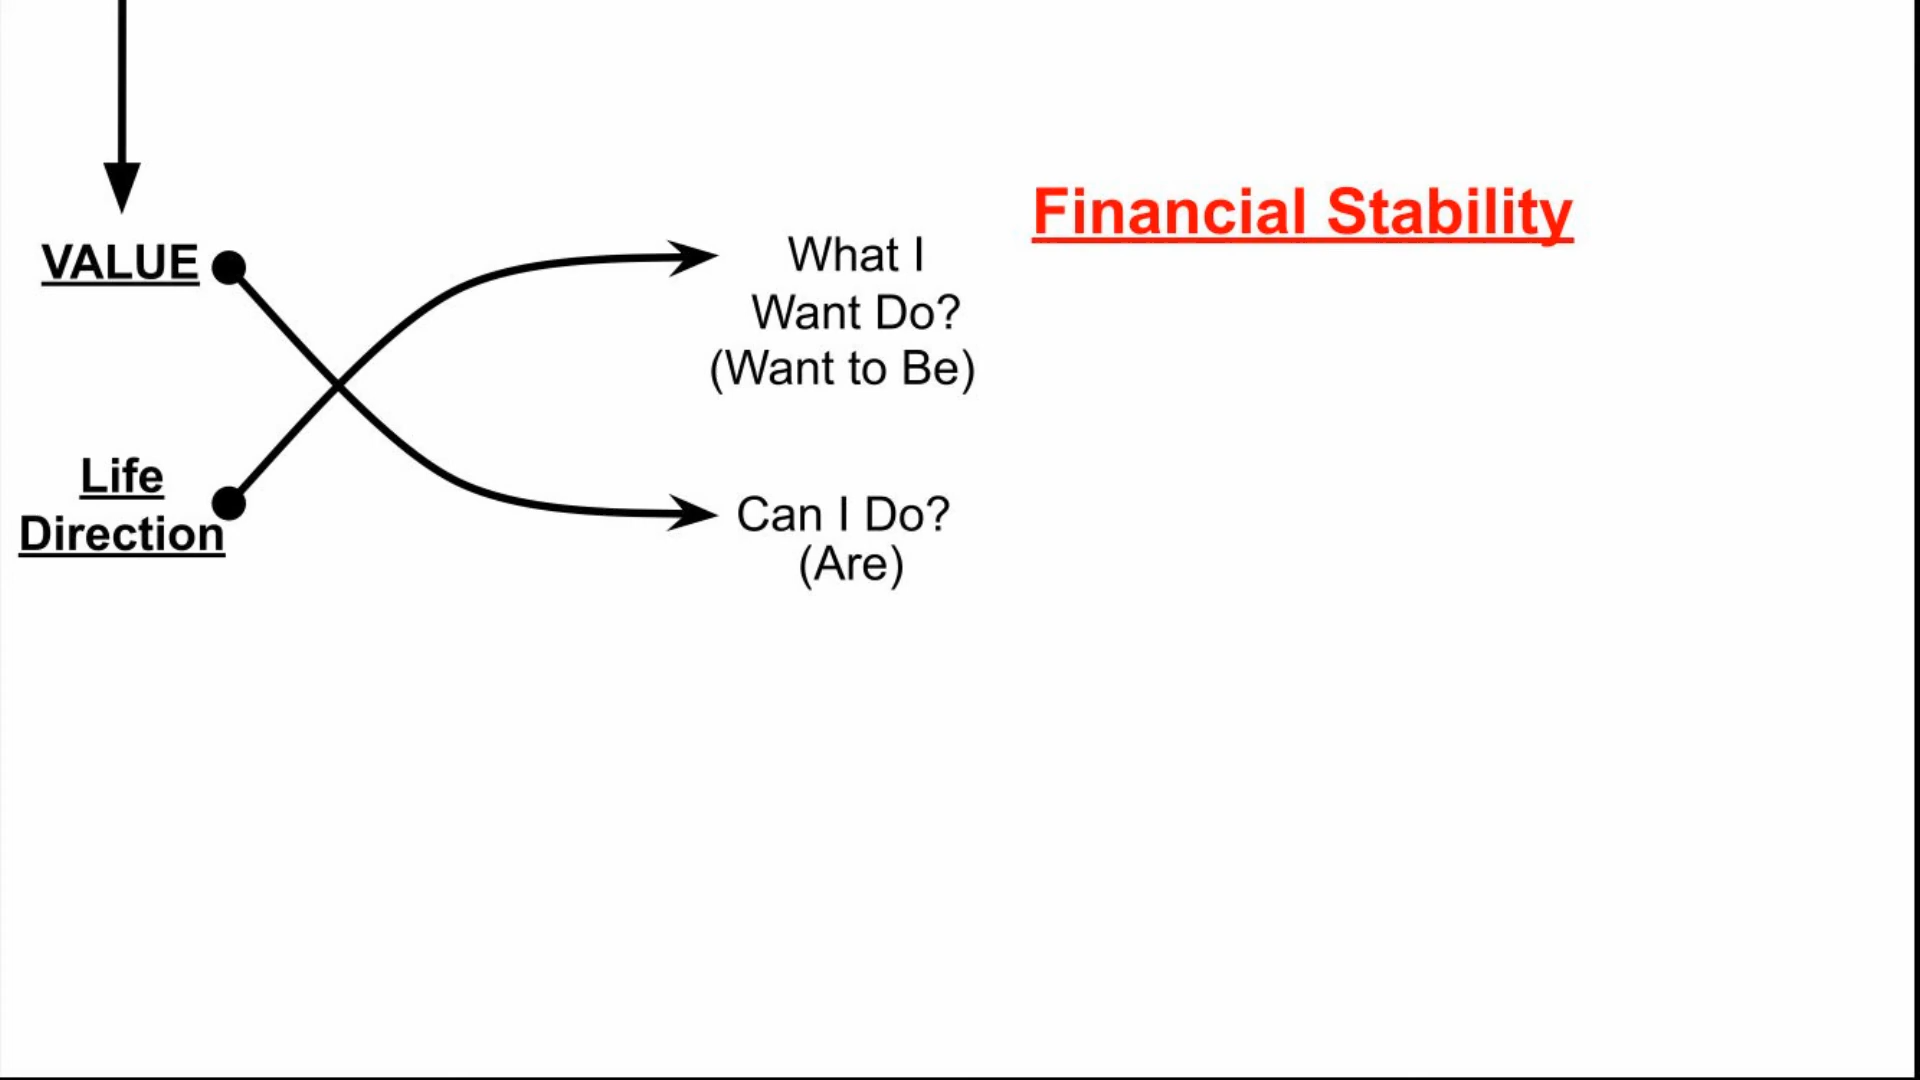 VALUE
Life
Direction
What I
Want Do?
(Want to Be)
Can I Do?
(Are)
Financial Stability